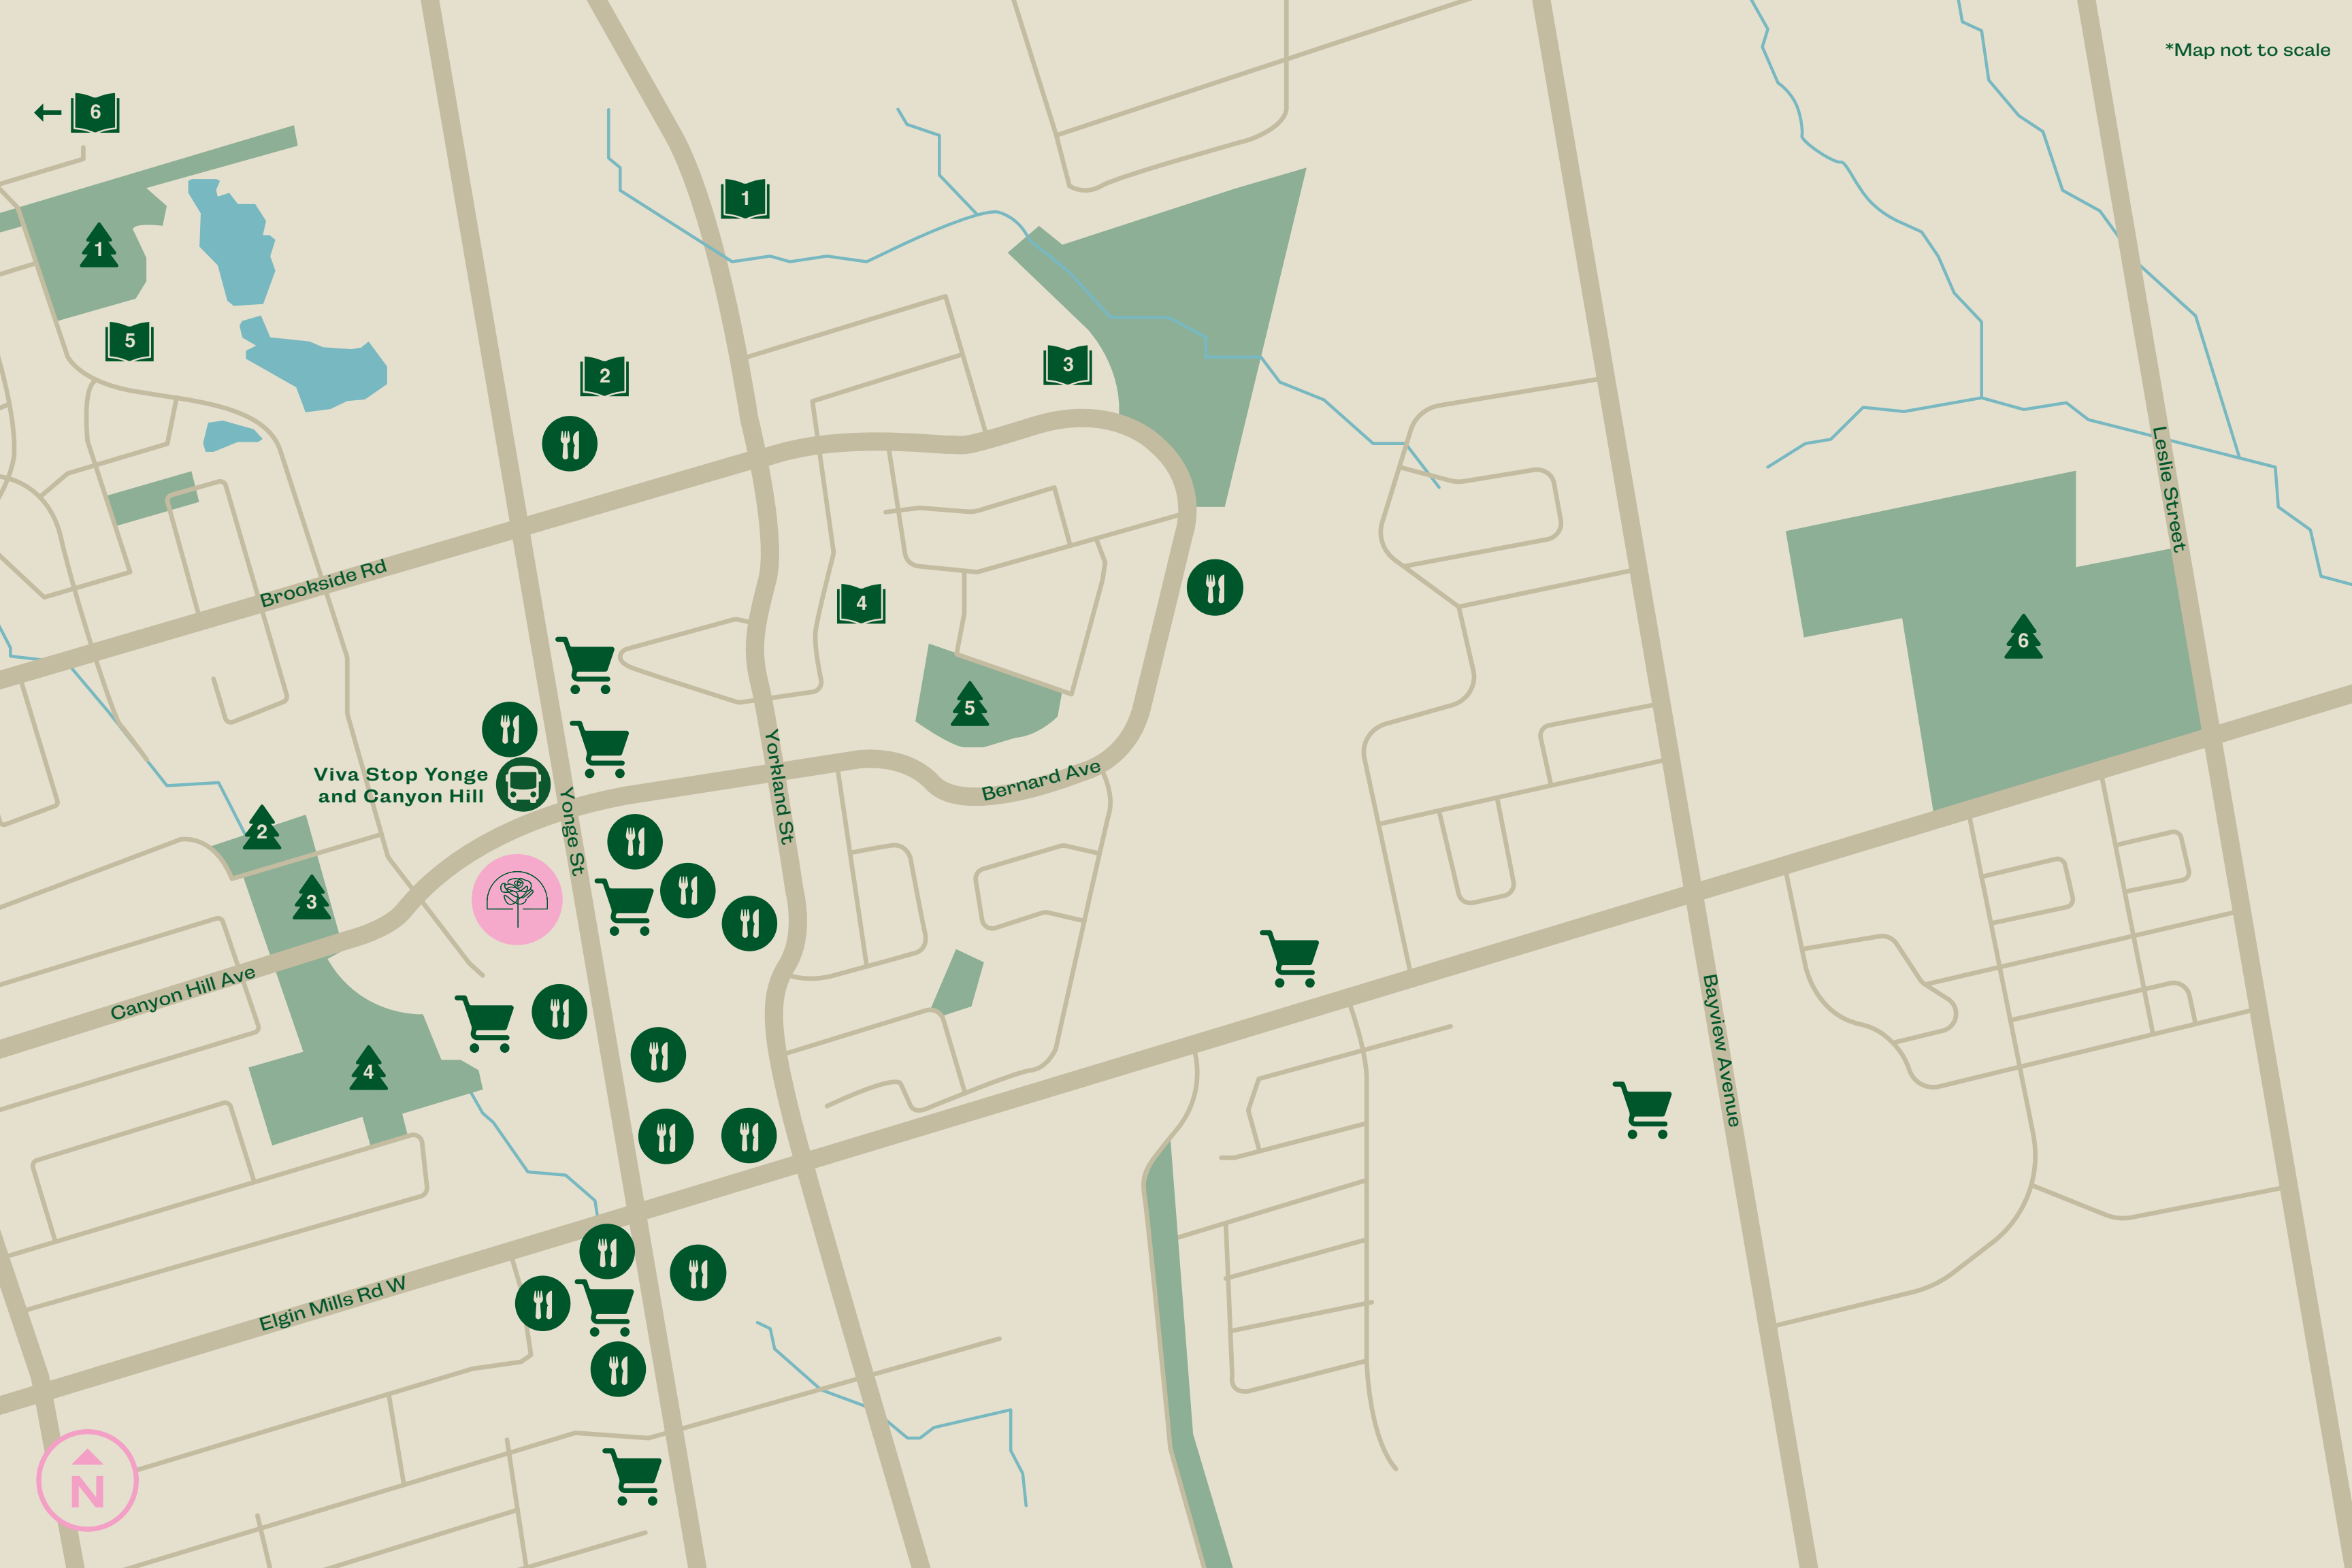 *Map not to scale
6
1
1
5
2
3
Leslie Street
Brookside Rd
4
6
5
Yorkland St
Bernard Ave
Viva Stop Yonge
and Canyon Hill
Yonge St
2
3
Canyon Hill Ave
Bayview Avenue
4
Elgin Mills Rd W
N